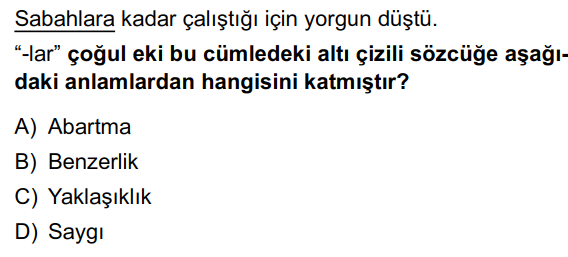 Sabahlara kadar çalıştığı için yorgun düştü.
“-lar” çoğul eki bu cümledeki altı çizili sözcüğe aşağı-
daki anlamlardan hangisini katmıştır?
A) Abartma
B) Benzerlik
C) Yaklaşıklık
D) Saygı